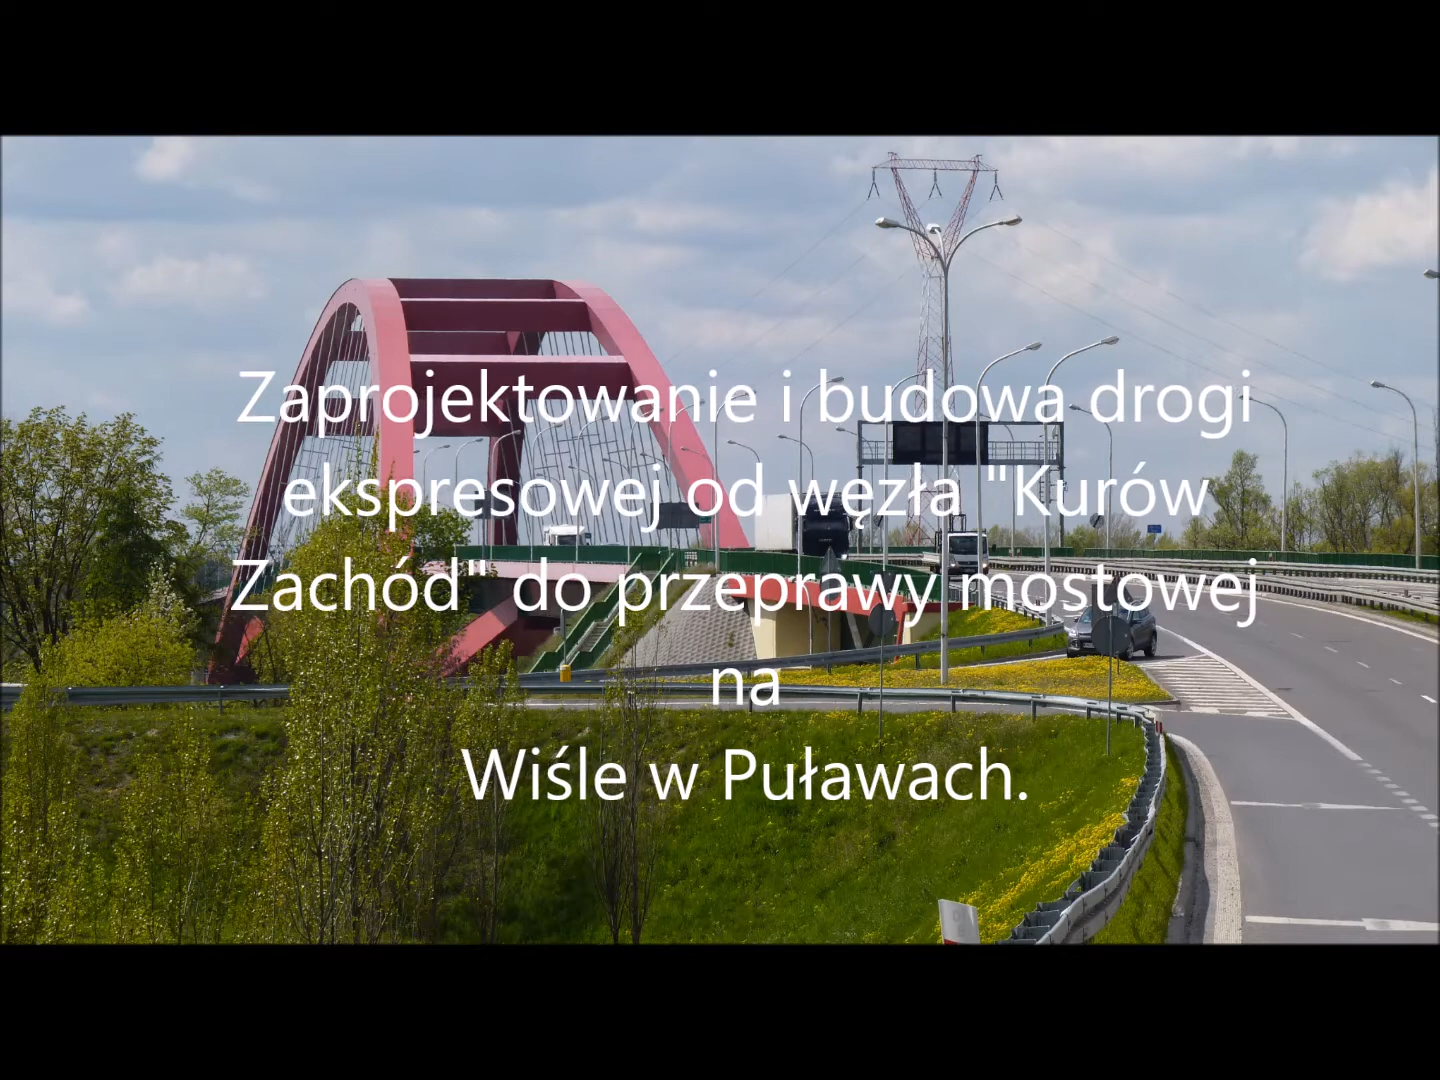 Zaprojektowanie i budowa drogi
ekspresowej od węzła "Kurów
Zachód" do przeprawy mostowej
na
Wiśle w Puławach.